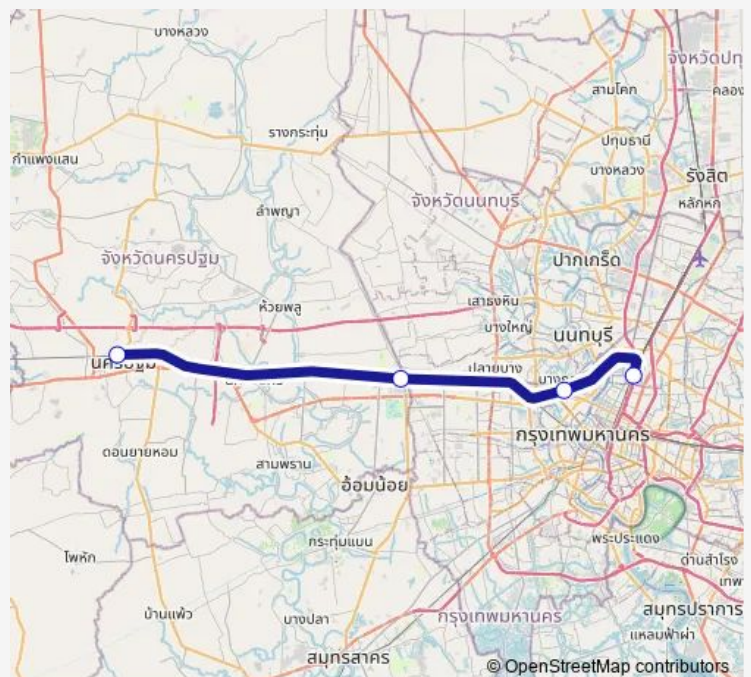 บางหลวง
จังหวัดปทุ
สามโคก
คลอง
รางกระทุ่ม
ปทุมธานี
กำแพงแสน
บางหลวง
รังสิต
จังหวัดนนทบุรี
หลักหก
ลำพญา
จังหวัดนครปฐม
ปากเกร็ด
ห้วยพลู
เสาธงหิน
บางใหญ่
นนทบุรี
นครปฐม
ปลายบาง
กรุงเทพมหานคร
ดอนยายหอม
สามพราน
อ้อมน้อย
กระทุ่มแบน
พระประแดง
ด่านสำโรง
ไพหัก
เทพ
บ้านแพ้ว
บางปลา
กรุงเทพมหานคร
สมุทรปราการ
แหลมฟ้าผ่า
สมุทรสาคร
© OpenStreetMap contributors